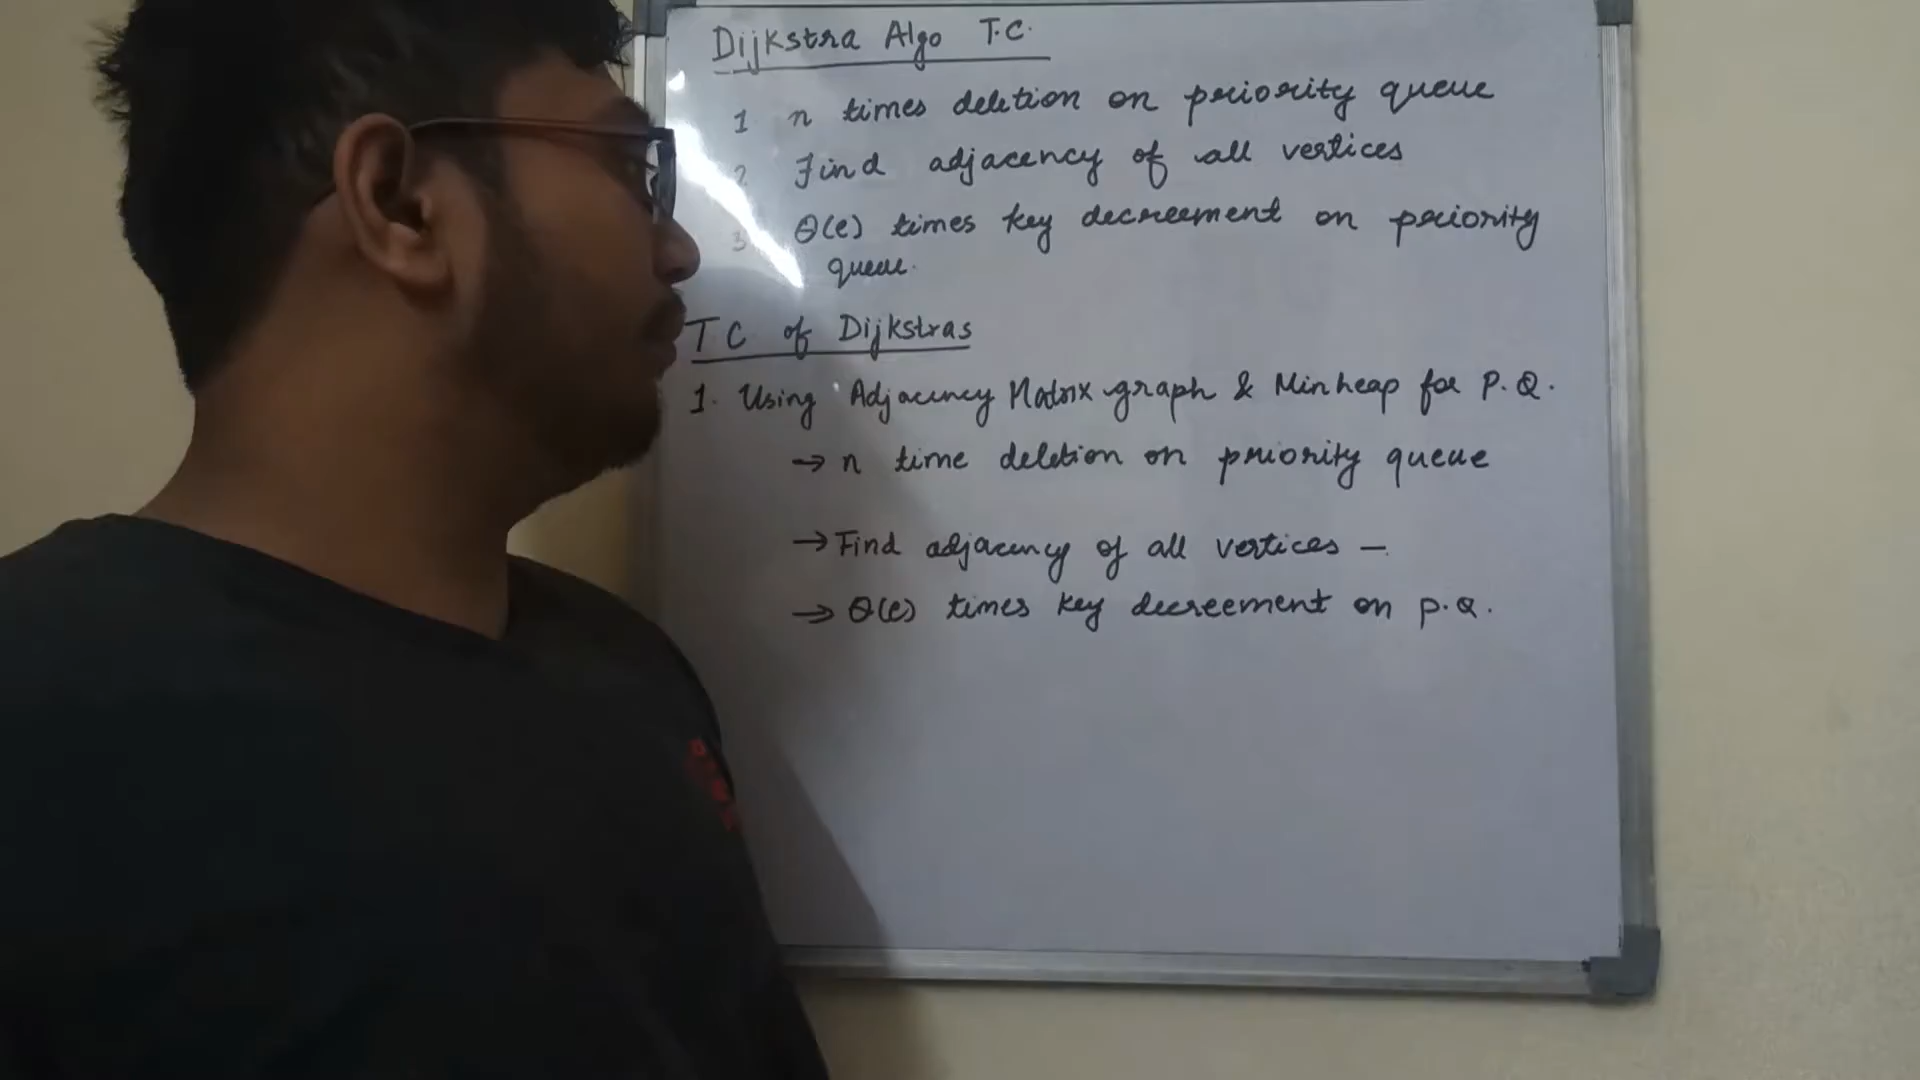 Dijkstra Algo T.C.
1 n times deletion on priority queue
2 Find adjacency of all vertices
3 θ(e) times key decreement on priority
queue.
T C of Dijkstras
1. Using Adjacency Matrix graph & Minheap for P.Q.
→ n time deletion on priority queue
→ Find adjacency of all vertices –
→ θ(e) times key decreement on P.Q.